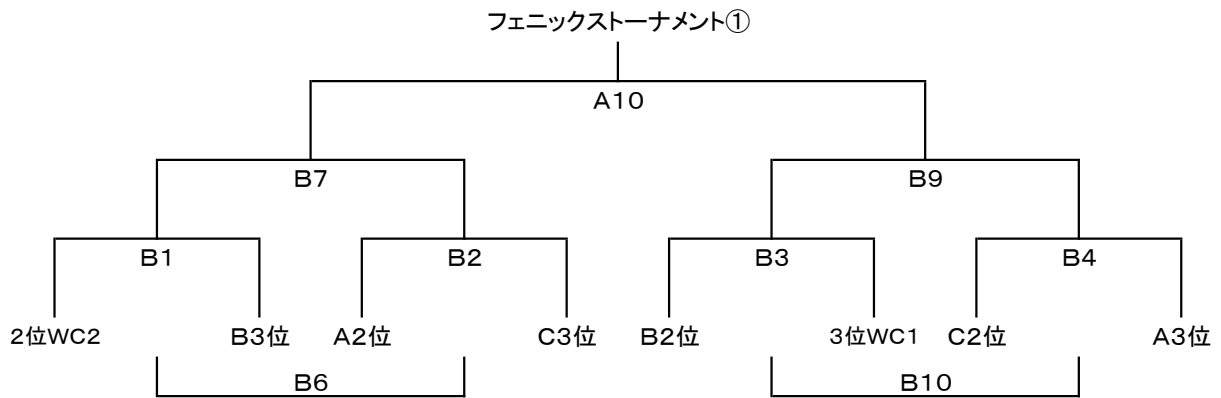 フェニックストーナメント①
A10
B7 B9
B1 B2 B3 B4
2位WC2 B3位 A2位 C3位 B2位 3位WC1 C2位 A3位
B6 B10